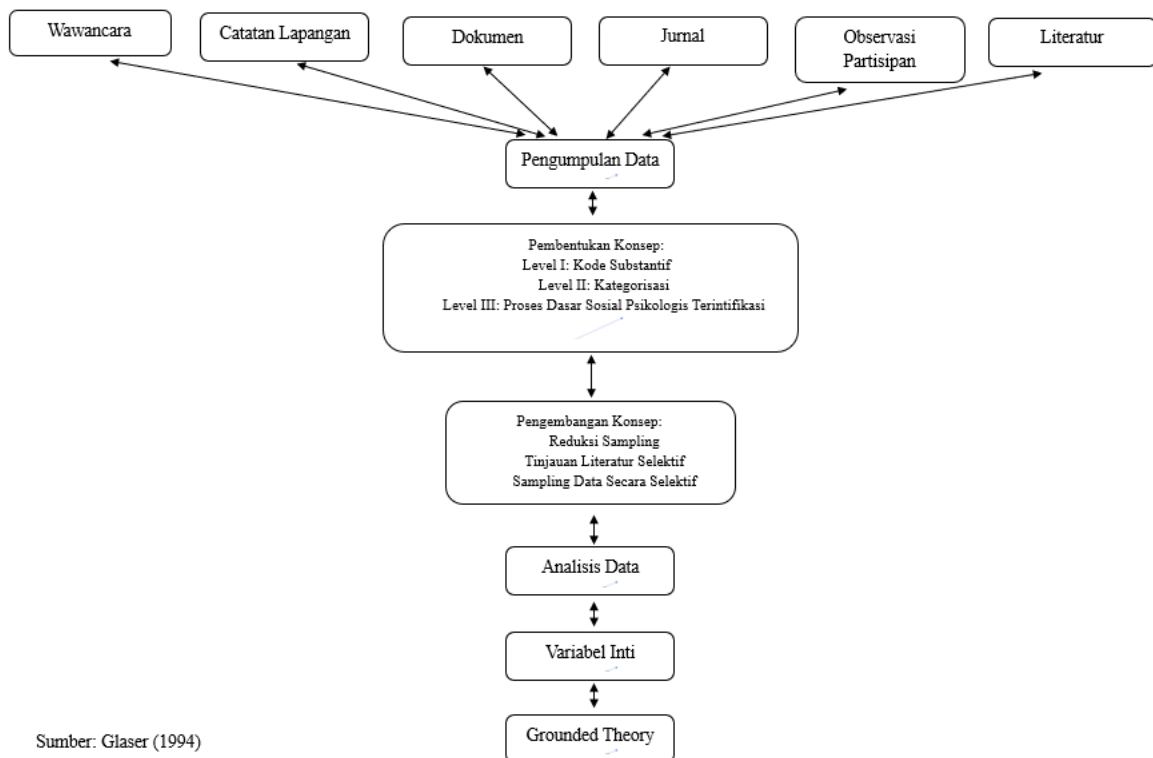 Wawancara
Catatan Lapangan
Dokumen
Jurnal
Observasi
Partisipan
Literatur
Pengumpulan Data
Pembentukan Konsep:
Level I: Kode Substantif
Level II: Kategorisasi
Level III: Proses Dasar Sosial Psikologis Terintifikasi
Pengembangan Konsep:
Reduksi Sampling
Tinjauan Literatur Selektif
Sampling Data Secara Selektif
Analisis Data
Variabel Inti
Grounded Theory
Sumber: Glaser (1994)